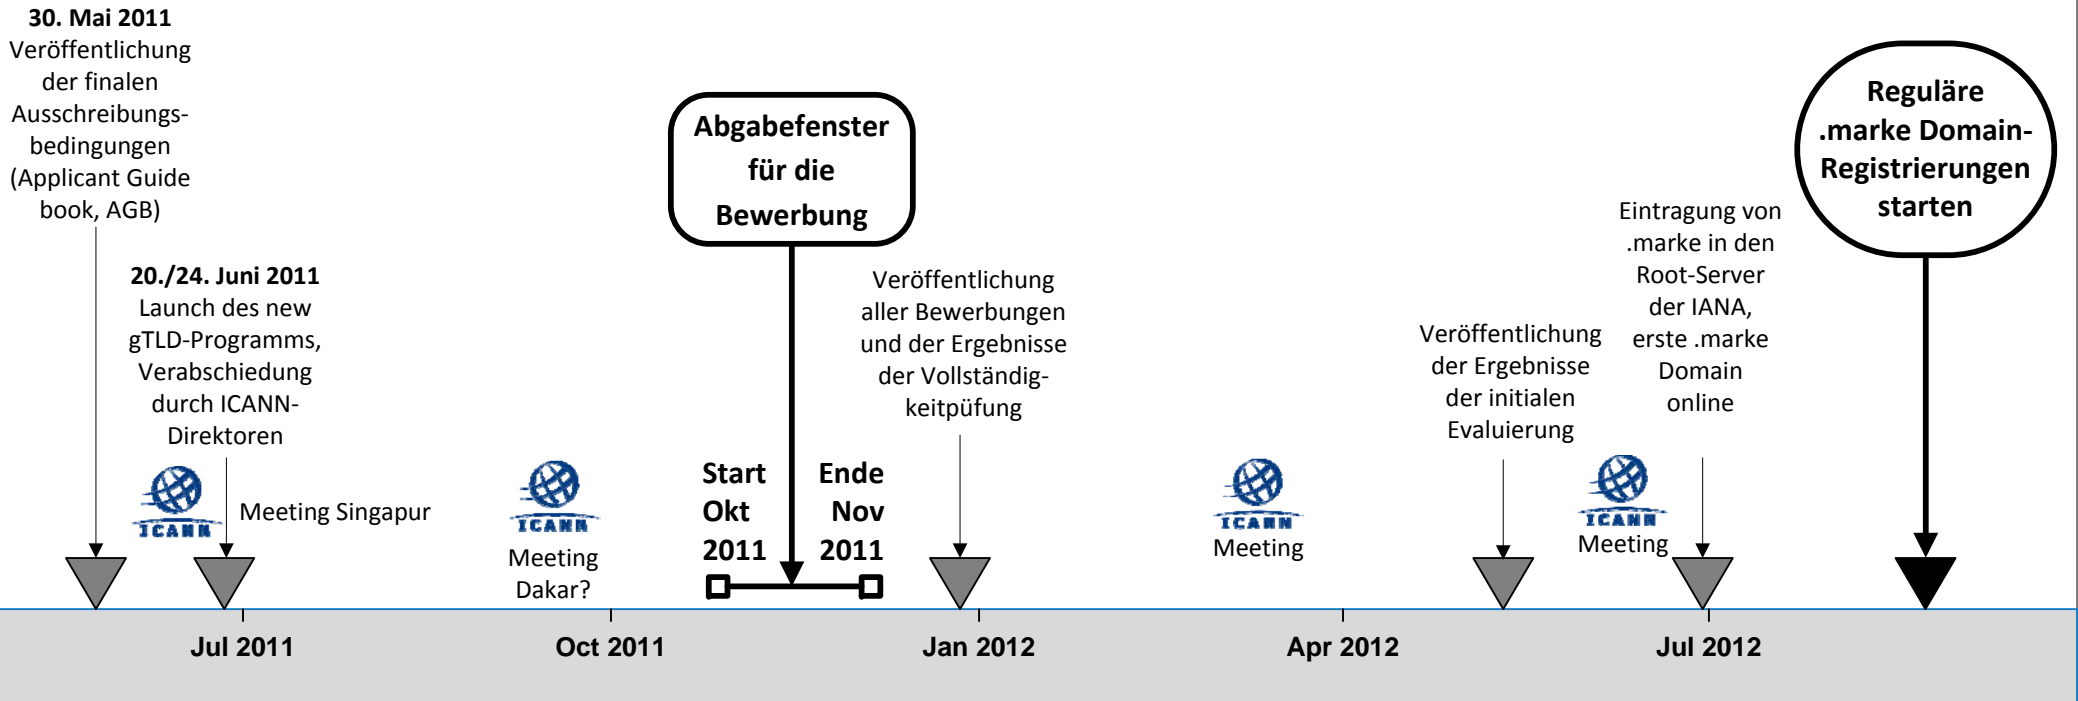 30. Mai 2011
Veröffentlichung
der finalen
Ausschreibungs-
bedingungen
(Applicant Guide
book, AGB)
20./24. Juni 2011
Launch des new
gTLD-Programms,
Verabschiedung
durch ICANN-
Direktoren
ICANN
Meeting Singapur
ICANN
Meeting
Dakar?
Abgabefenster
für die
Bewerbung
Start
Okt
2011
Ende
Nov
2011
Veröffentlichung
aller Bewerbungen
und der Ergebnisse
der Vollständig-
keitpüfung
ICANN
Meeting
Veröffentlichung
der Ergebnisse
der initialen
Evaluierung
ICANN
Meeting
Eintragung von
.marke in den
Root-Server
der IANA,
erste .marke
Domain
online
Reguläre
.marke Domain-
Registrierungen
starten
Jul 2011
Oct 2011
Jan 2012
Apr 2012
Jul 2012